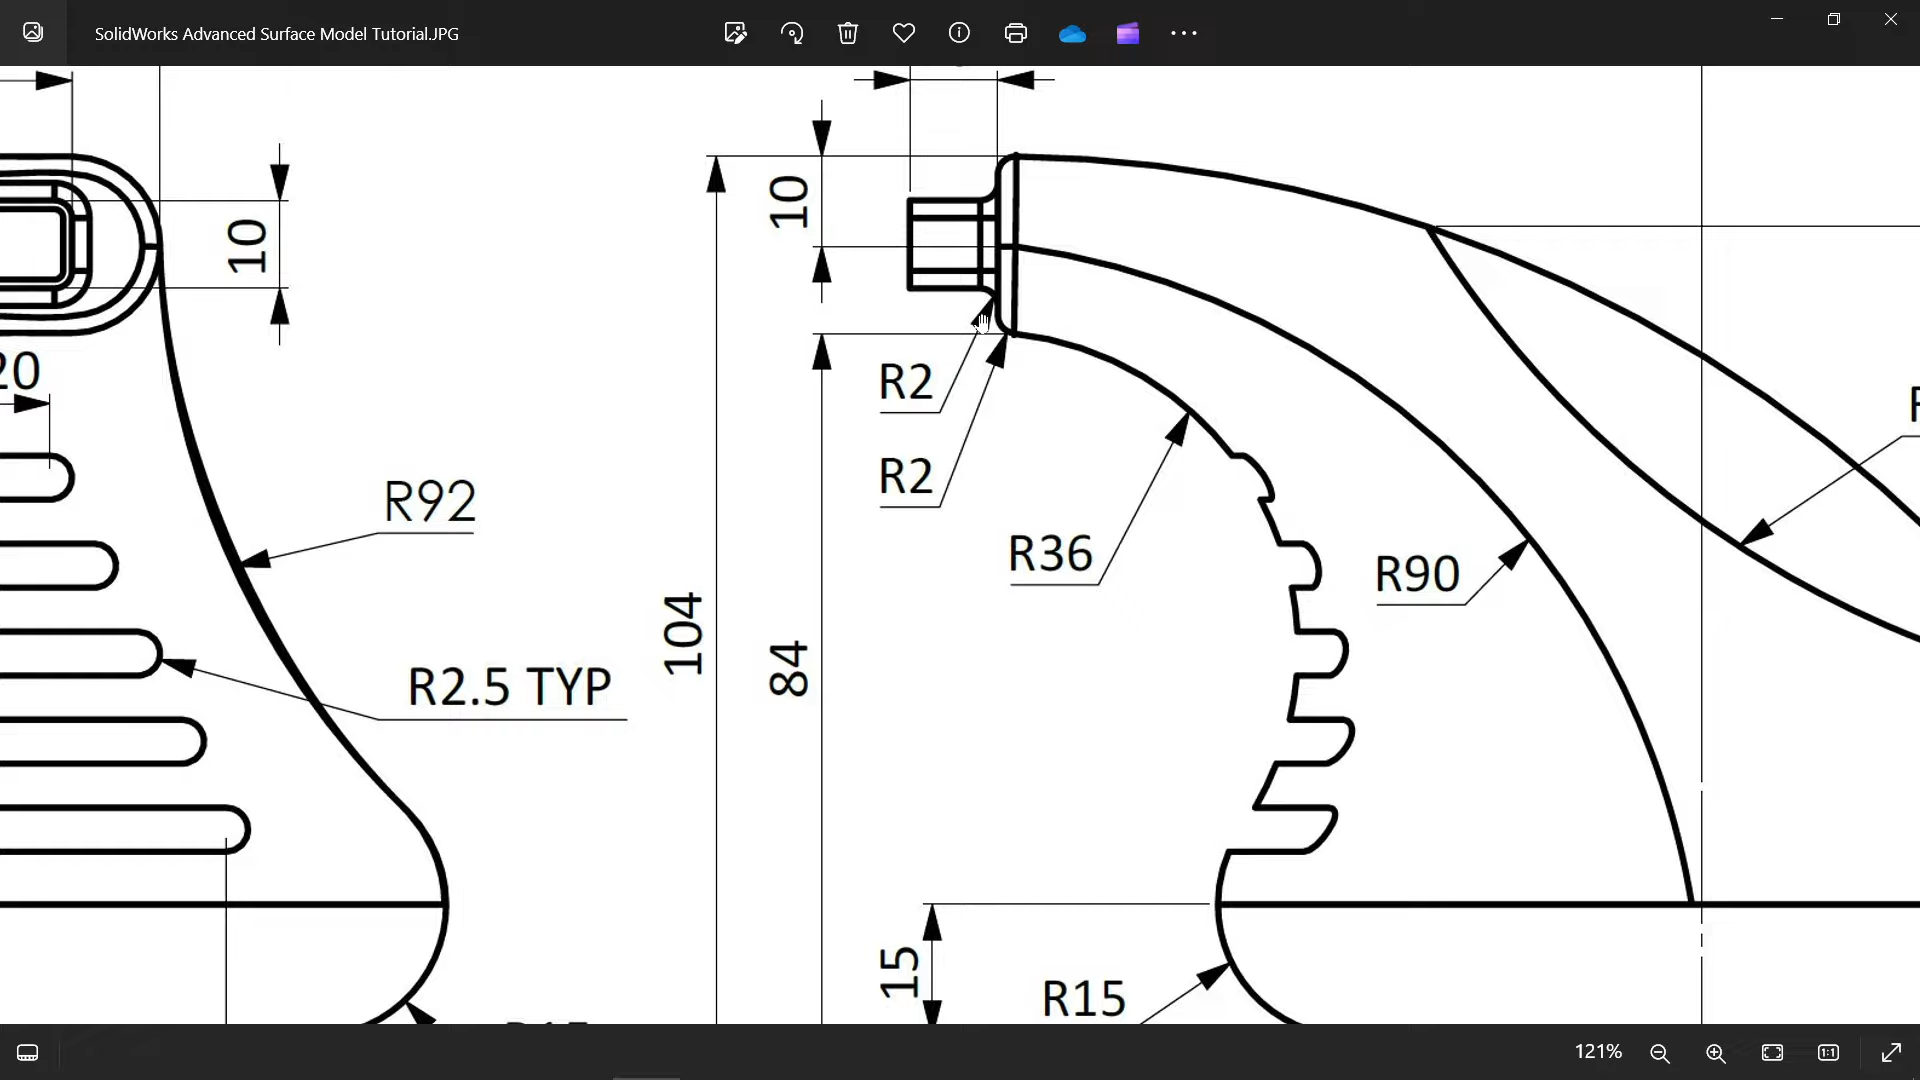 SolidWorks Advanced Surface Model Tutorial.JPG
10
10
20
R2
R2
R92
R36
R90
104
84
R2.5 TYP
15
R15
121%